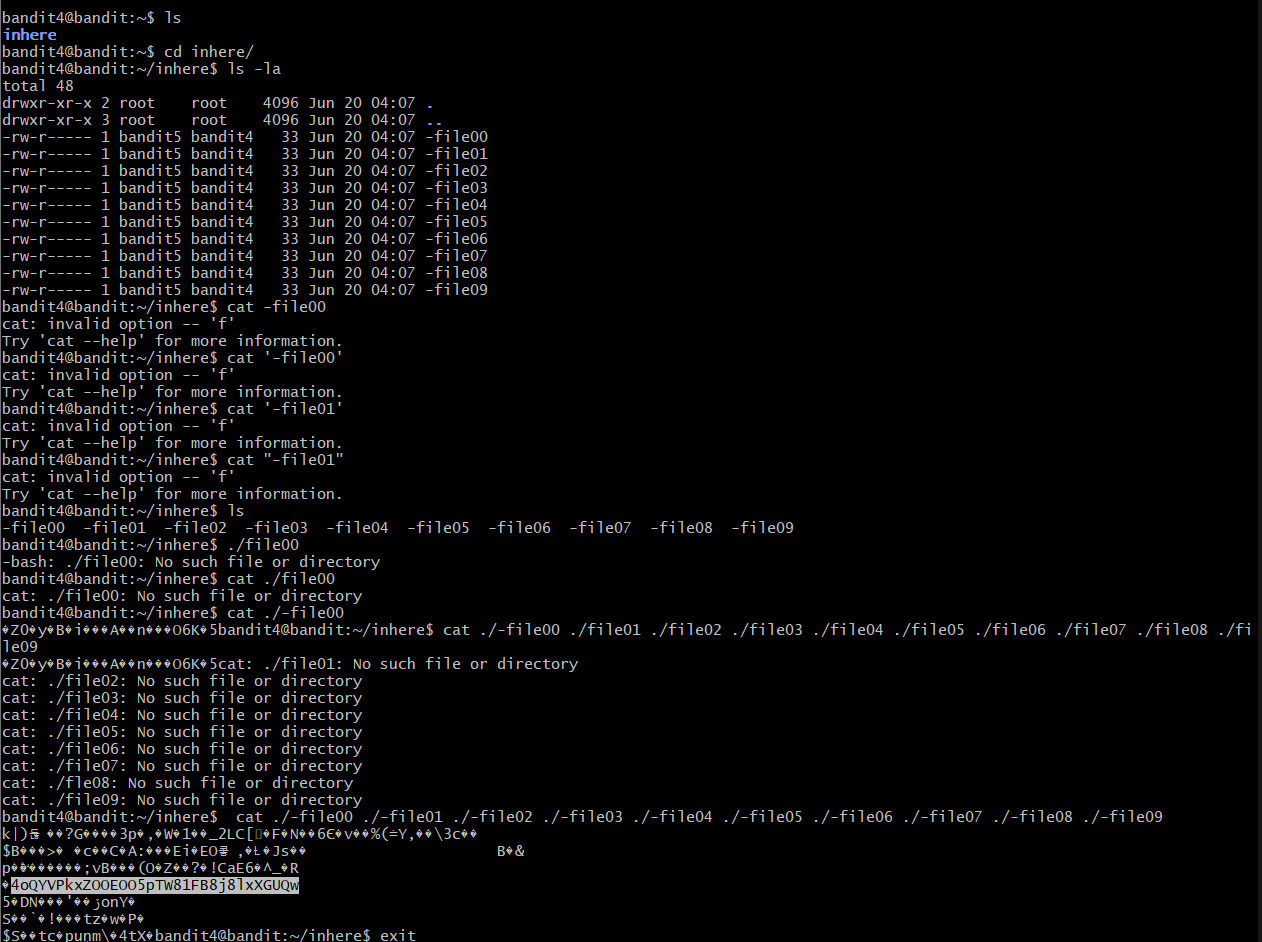 bandit4@bandit:~$ ls
inhere
bandit4@bandit:~$ cd inhere/
bandit4@bandit:~/inhere$ ls -la
total 48
drwxr-xr-x 2 root    root    4096 Jun 20 04:07 .
drwxr-xr-x 3 root    root    4096 Jun 20 04:07 ..
-rw-r----- 1 bandit5 bandit4   33 Jun 20 04:07 -file00
-rw-r----- 1 bandit5 bandit4   33 Jun 20 04:07 -file01
-rw-r----- 1 bandit5 bandit4   33 Jun 20 04:07 -file02
-rw-r----- 1 bandit5 bandit4   33 Jun 20 04:07 -file03
-rw-r----- 1 bandit5 bandit4   33 Jun 20 04:07 -file04
-rw-r----- 1 bandit5 bandit4   33 Jun 20 04:07 -file05
-rw-r----- 1 bandit5 bandit4   33 Jun 20 04:07 -file06
-rw-r----- 1 bandit5 bandit4   33 Jun 20 04:07 -file07
-rw-r----- 1 bandit5 bandit4   33 Jun 20 04:07 -file08
-rw-r----- 1 bandit5 bandit4   33 Jun 20 04:07 -file09
bandit4@bandit:~/inhere$ cat -file00
cat: invalid option -- 'f'
Try 'cat --help' for more information.
bandit4@bandit:~/inhere$ cat '-file00'
cat: invalid option -- 'f'
Try 'cat --help' for more information.
bandit4@bandit:~/inhere$ cat '-file01'
cat: invalid option -- 'f'
Try 'cat --help' for more information.
bandit4@bandit:~/inhere$ cat "-file01"
cat: invalid option -- 'f'
Try 'cat --help' for more information.
bandit4@bandit:~/inhere$ ls
-file00  -file01  -file02  -file03  -file04  -file05  -file06  -file07  -file08  -file09
bandit4@bandit:~/inhere$ ./file00
-bash: ./file00: No such file or directory
bandit4@bandit:~/inhere$ cat ./file00
cat: ./file00: No such file or directory
bandit4@bandit:~/inhere$ cat ./-file00
�ZO�y�B�i���A��n���O6K�5bandit4@bandit:~/inhere$ cat ./-file00 ./file01 ./file02 ./file03 ./file04 ./file05 ./file06 ./file07 ./file08 ./fi
le09
�ZO�y�B�i���A��n���O6K�5cat: ./file01: No such file or directory
cat: ./file02: No such file or directory
cat: ./file03: No such file or directory
cat: ./file04: No such file or directory
cat: ./file05: No such file or directory
cat: ./file06: No such file or directory
cat: ./file07: No such file or directory
cat: ./fle08: No such file or directory
cat: ./file09: No such file or directory
bandit4@bandit:~/inhere$  cat ./-file00 ./-file01 ./-file02 ./-file03 ./-file04 ./-file05 ./-file06 ./-file07 ./-file08 ./-file09
��?G����3p�,�W�1��_2LC[
$B���>� �c��C�A:���Ei�EO B�&
;vB���(O�Z��?�!CaE6�^_�R
�4oQYVPkxZOOEOO5pTW81FB8j8lxXGUQw
5�DN���'��
S��`�!���tz�w�P�
$S��tc�punm\�4tX�bandit4@bandit:~/inhere$ exit